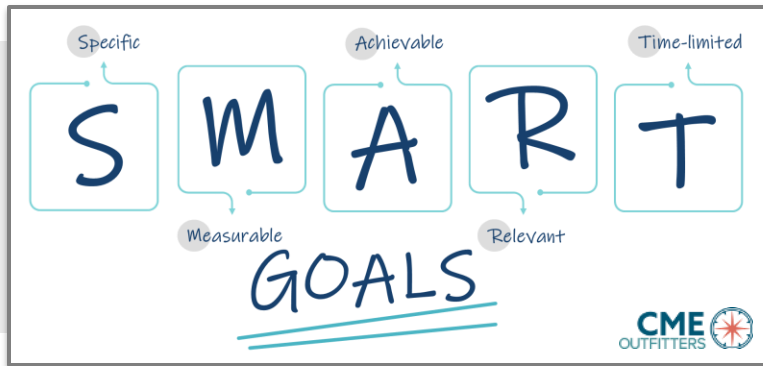 Specific
Achievable
Time-limited
S M A R T
Measurable
Relevant
GOALS
CME
OUTFITTERS